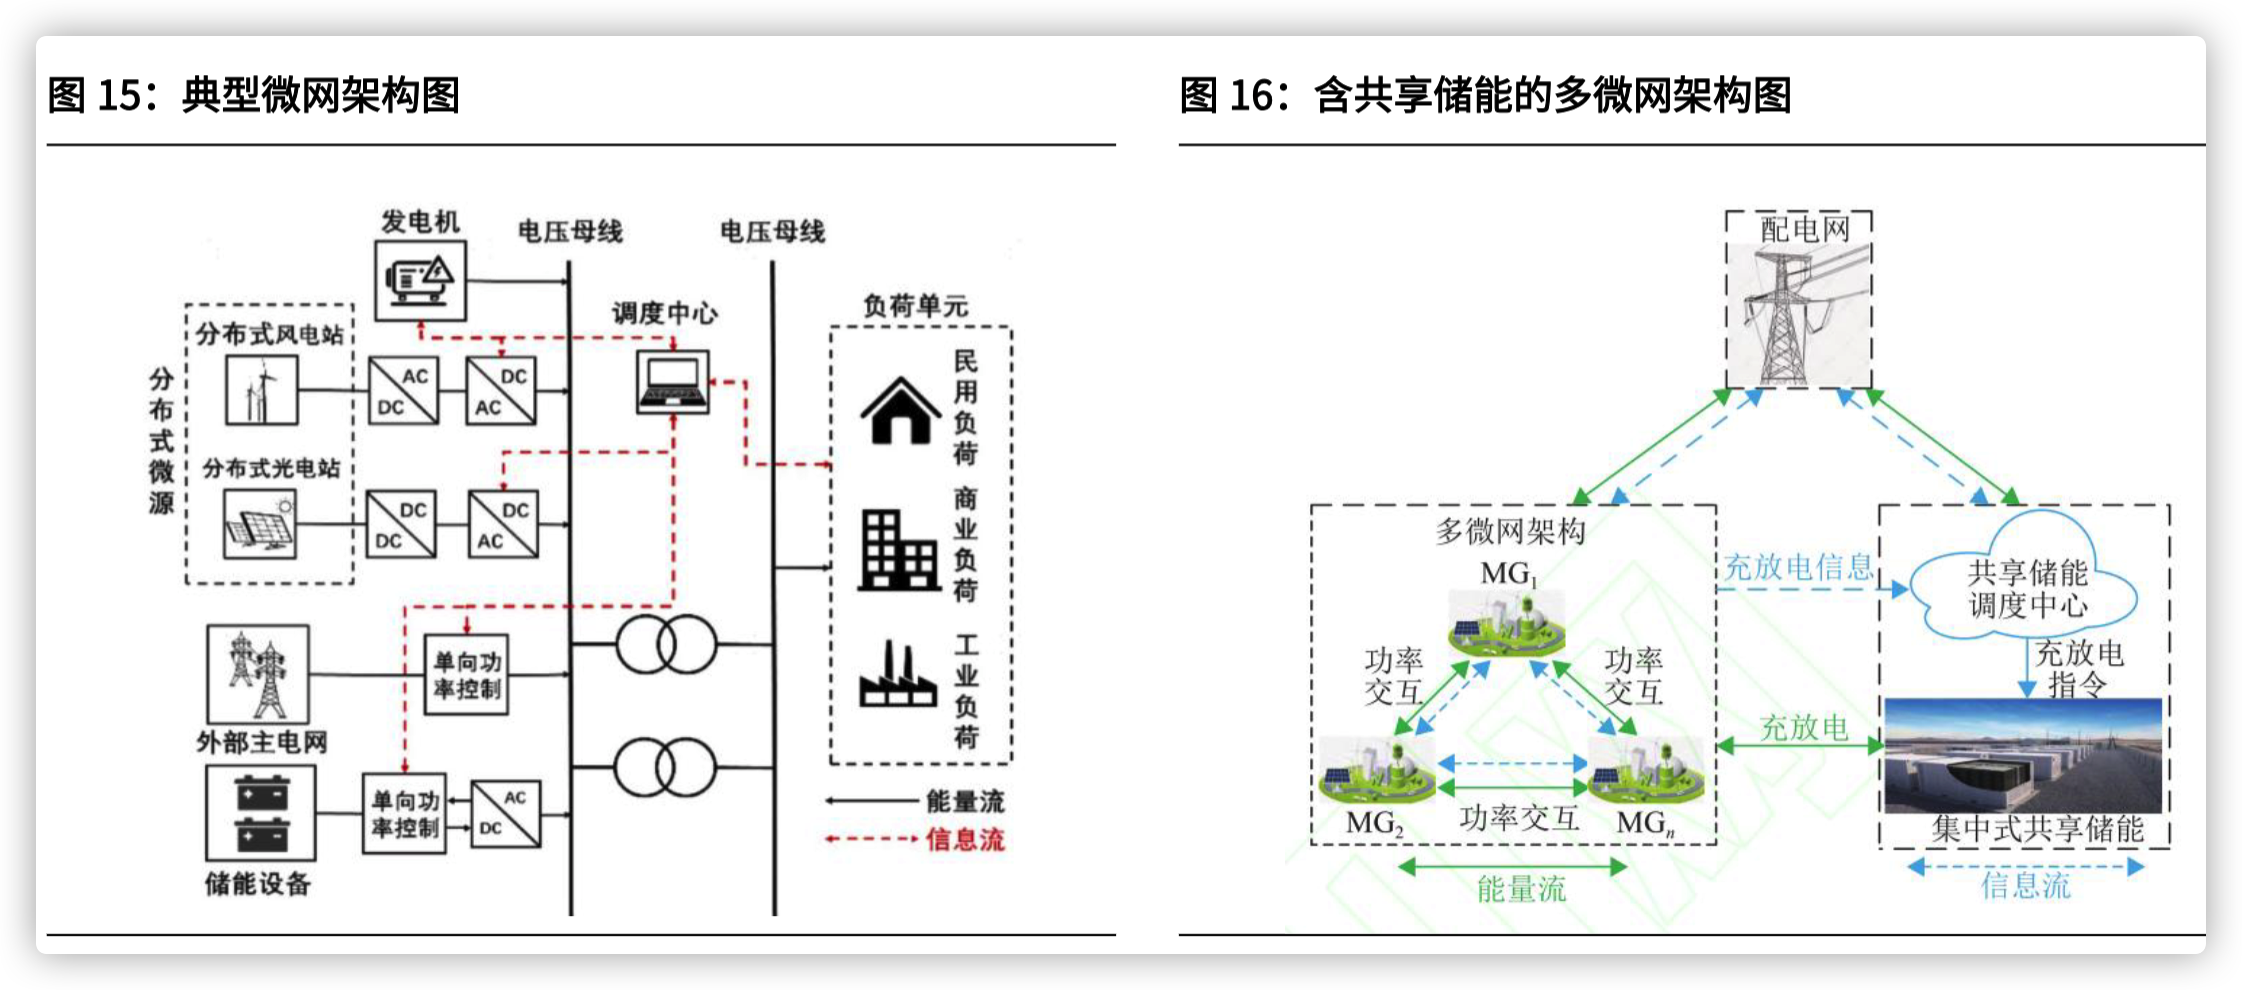 图 15：典型微网架构图
发电机
电压母线
电压母线
调度中心
负荷单元
分布式微源
分布式风电站
AC
DC
DC
AC
分布式光电站
DC
DC
DC
AC
民用负荷
商业负荷
工业负荷
外部主电网
单向功
率控制
储能设备
单向功
率控制
AC
DC
能量流
信息流
图 16：含共享储能的多微网架构图
配电网
多微网架构
MG1
功率
交互
功率
交互
MG2
功率交互
MGn
能量流
充放电信息
充放电
共享储能
调度中心
充放电
指令
集中式共享储能
信息流